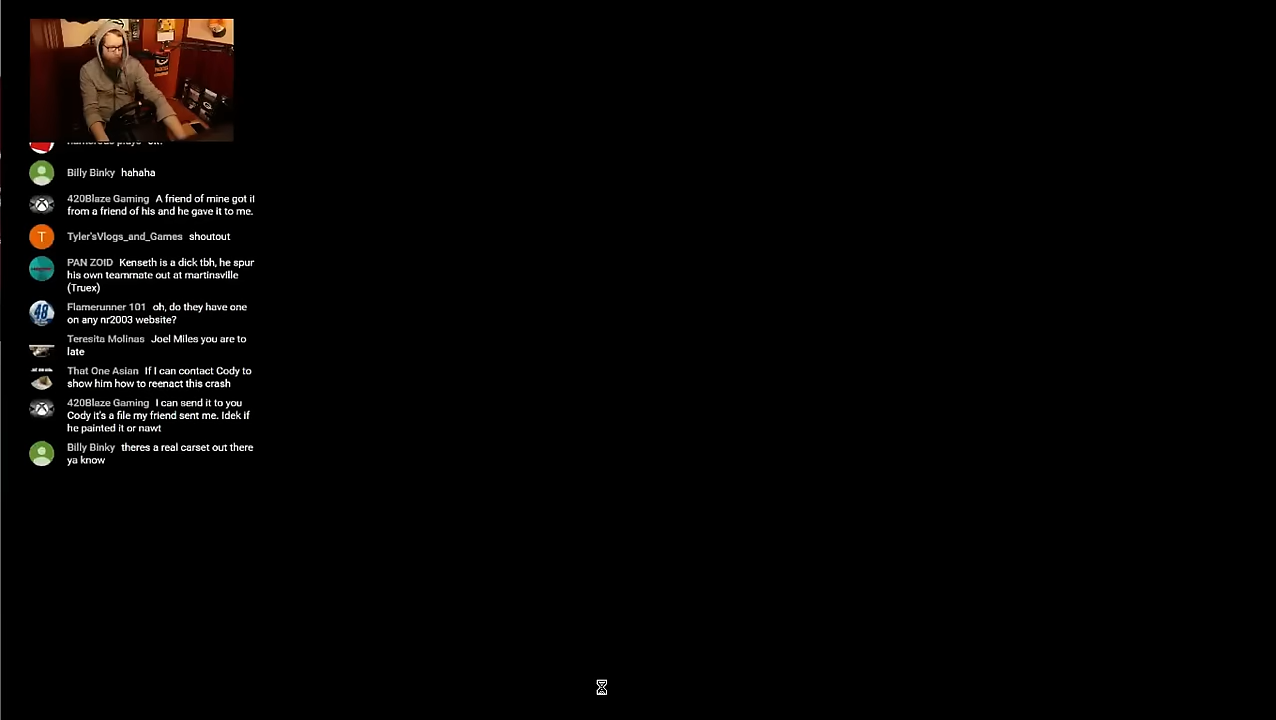 Billy Binky hahaha
420Blaze Gaming A friend of mine got it
from a friend of his and he gave it to me.
T Tyler'sVlogs_and_Games shoutout
PAN ZOID Kenseth is a dick tbh, he spun
his own teammate out at martinsville
(Truex)
48 Flamerunner 101 oh, do they have one
on any nr2003 website?
Teresita Molinas Joel Miles you are to
late
That One Asian If I can contact Cody to
show him how to reenact this crash
420Blaze Gaming I can send it to you
Cody it's a file my friend sent me. Idek if
he painted it or nawt
Billy Binky theres a real carset out there
ya know